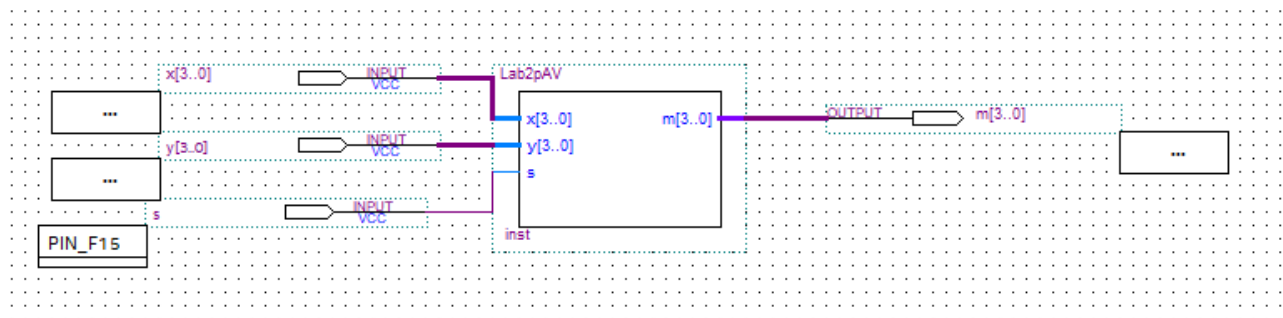 x[3..0]
INPUT
VCC
...
y[3..0]
INPUT
VCC
...
s
INPUT
VCC
PIN_F15
Lab2pAV
x[3..0]
m[3..0]
y[3..0]
s
inst
OUTPUT
m[3..0]
...